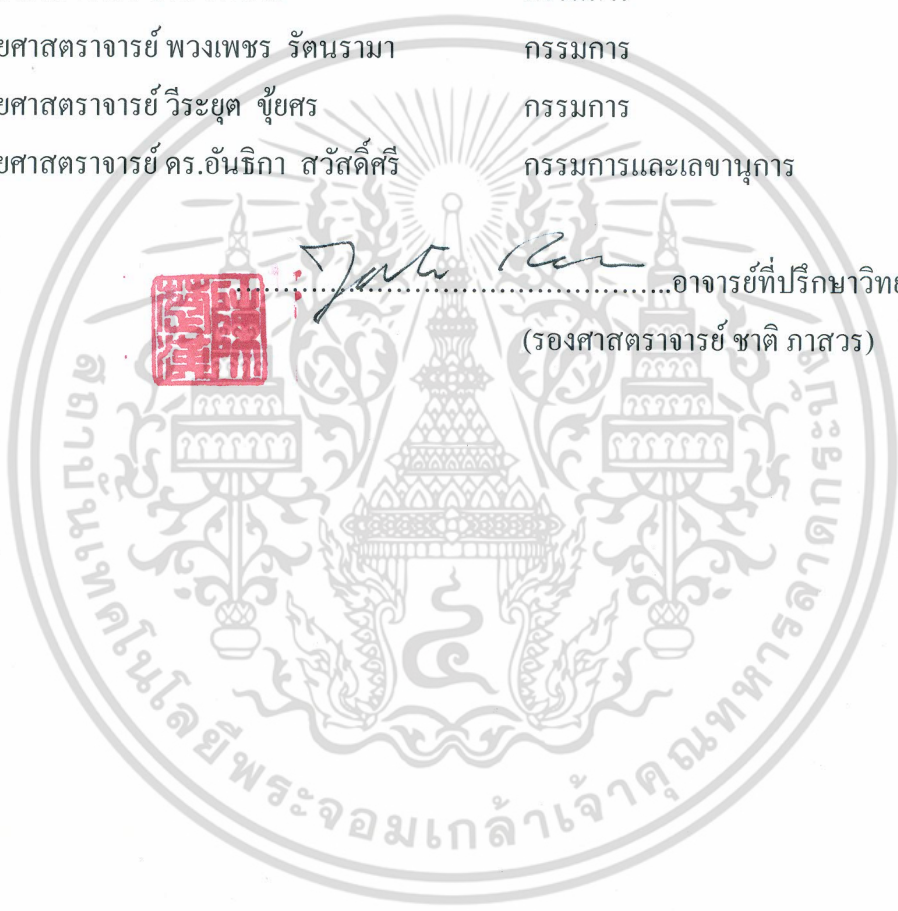 ยศาสตราจารย์ พวงเพชร รัตนรามา กรรมการ
ยศาสตราจารย์ วีระยุต ขุ้ยศร กรรมการ
ยศาสตราจารย์ ดร.อันธิกา สวัสดิ์ศรี กรรมการและเลขานุการ
อาจารย์ที่ปรึกษาวิทย
(รองศาสตราจารย์ ชาติ ภาสวร)
สถาบันเทคโนโลยีพระจอมเกล้าเจ้าคุณทหารลาดกระบัง